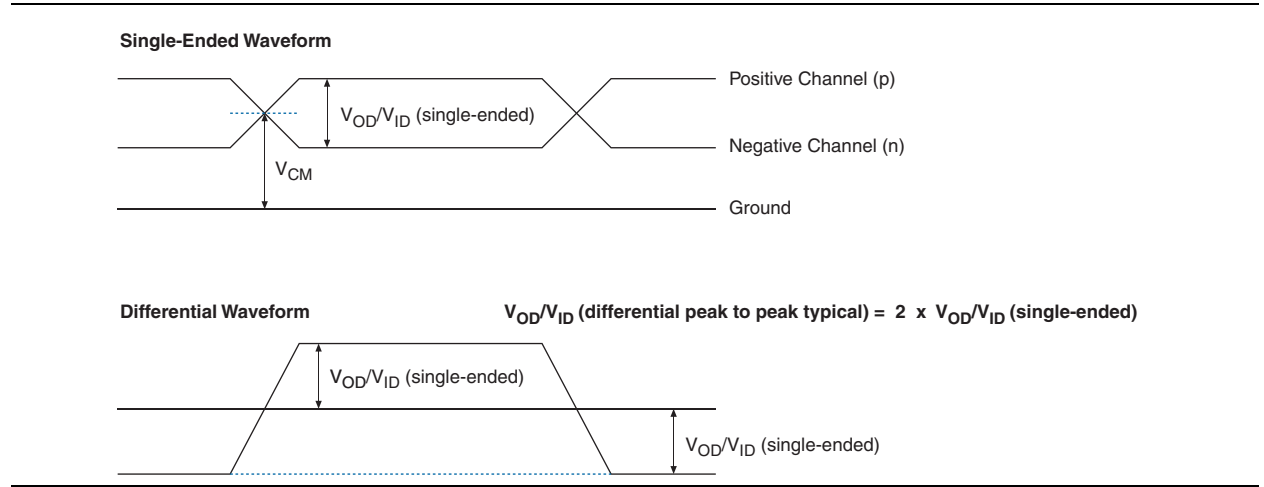 Single-Ended Waveform
Positive Channel (p)
VOD/VID (single-ended)
Negative Channel (n)
VCM
Ground
Differential Waveform
VOD/VID (differential peak to peak typical) = 2 x VOD/VID (single-ended)
VOD/VID (single-ended)
VOD/VID (single-ended)